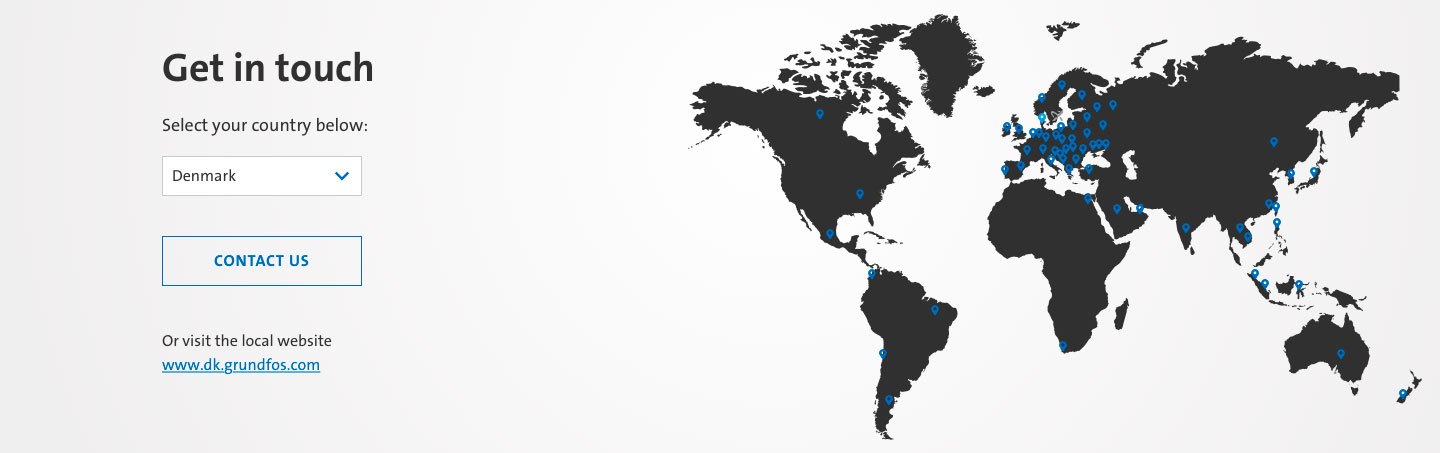 Get in touch
Select your country below:
Denmark
CONTACT US
Or visit the local website
www.dk.grundfos.com